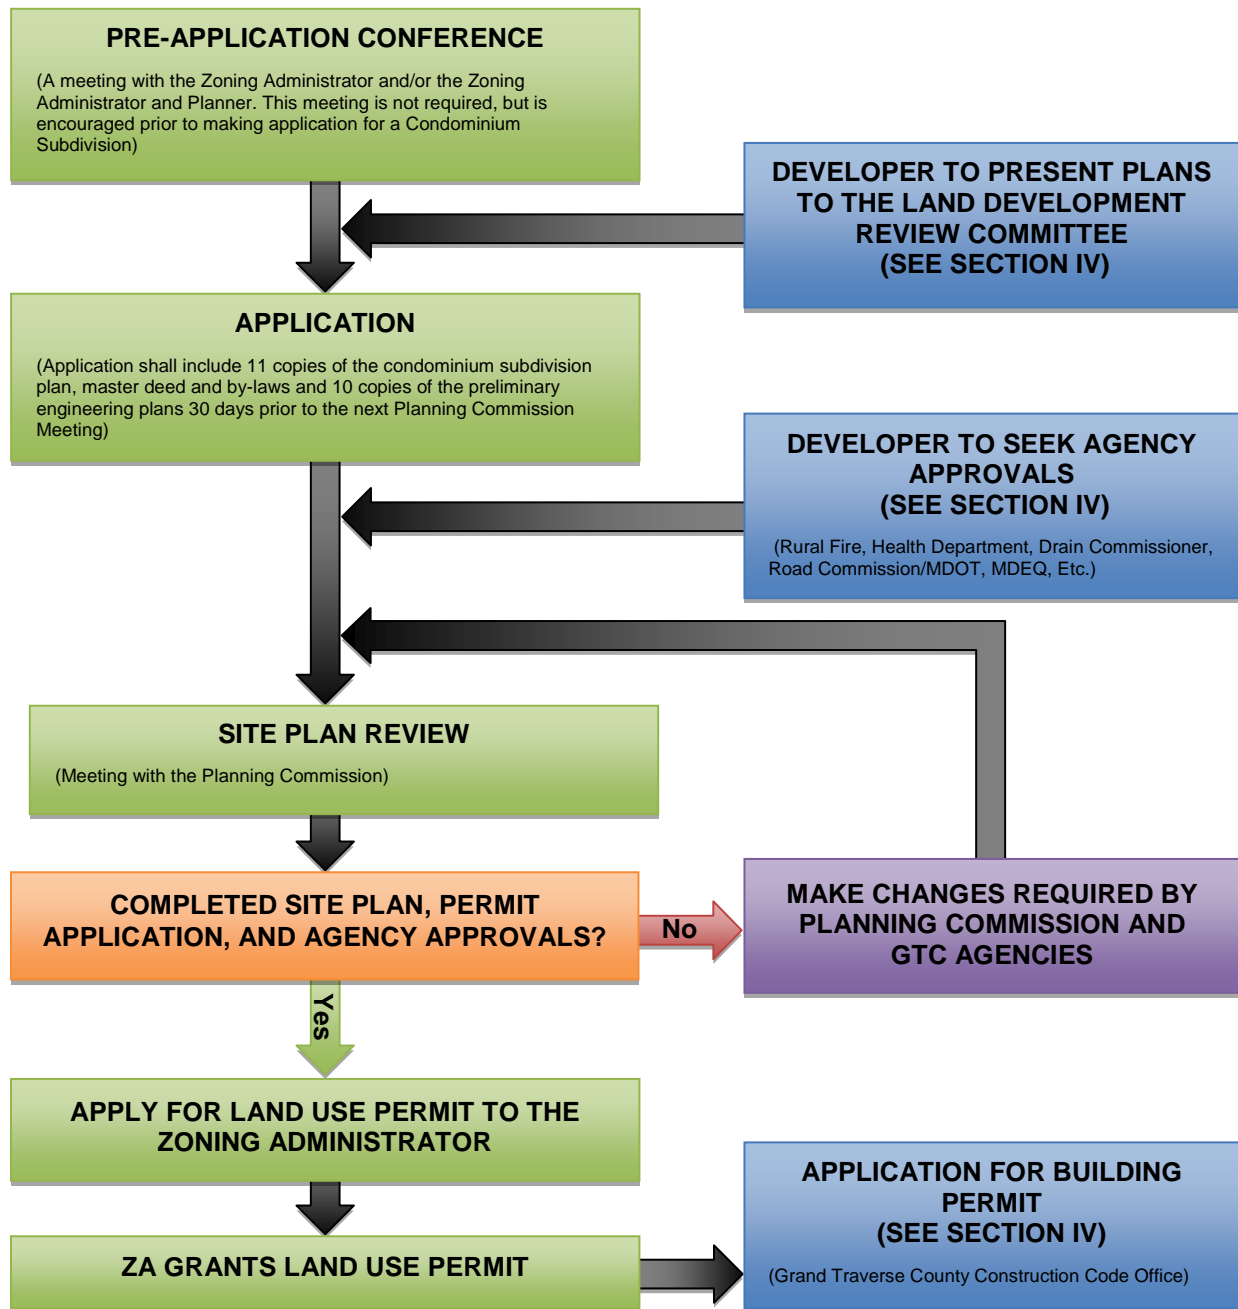 PRE-APPLICATION CONFERENCE
(A meeting with the Zoning Administrator and/or the Zoning
Administrator and Planner. This meeting is not required, but is
encouraged prior to making application for a Condominium
Subdivision)
DEVELOPER TO PRESENT PLANS
TO THE LAND DEVELOPMENT
REVIEW COMMITTEE
(SEE SECTION IV)
APPLICATION
(Application shall include 11 copies of the condominium subdivision
plan, master deed and by-laws and 10 copies of the preliminary
engineering plans 30 days prior to the next Planning Commission
Meeting)
DEVELOPER TO SEEK AGENCY
APPROVALS
(SEE SECTION IV)
(Rural Fire, Health Department, Drain Commissioner,
Road Commission/MDOT, MDEQ, Etc.)
SITE PLAN REVIEW
(Meeting with the Planning Commission)
COMPLETED SITE PLAN, PERMIT
APPLICATION, AND AGENCY APPROVALS?
No
MAKE CHANGES REQUIRED BY
PLANNING COMMISSION AND
GTC AGENCIES
Yes
APPLY FOR LAND USE PERMIT TO THE
ZONING ADMINISTRATOR
ZA GRANTS LAND USE PERMIT
APPLICATION FOR BUILDING
PERMIT
(SEE SECTION IV)
(Grand Traverse County Construction Code Office)